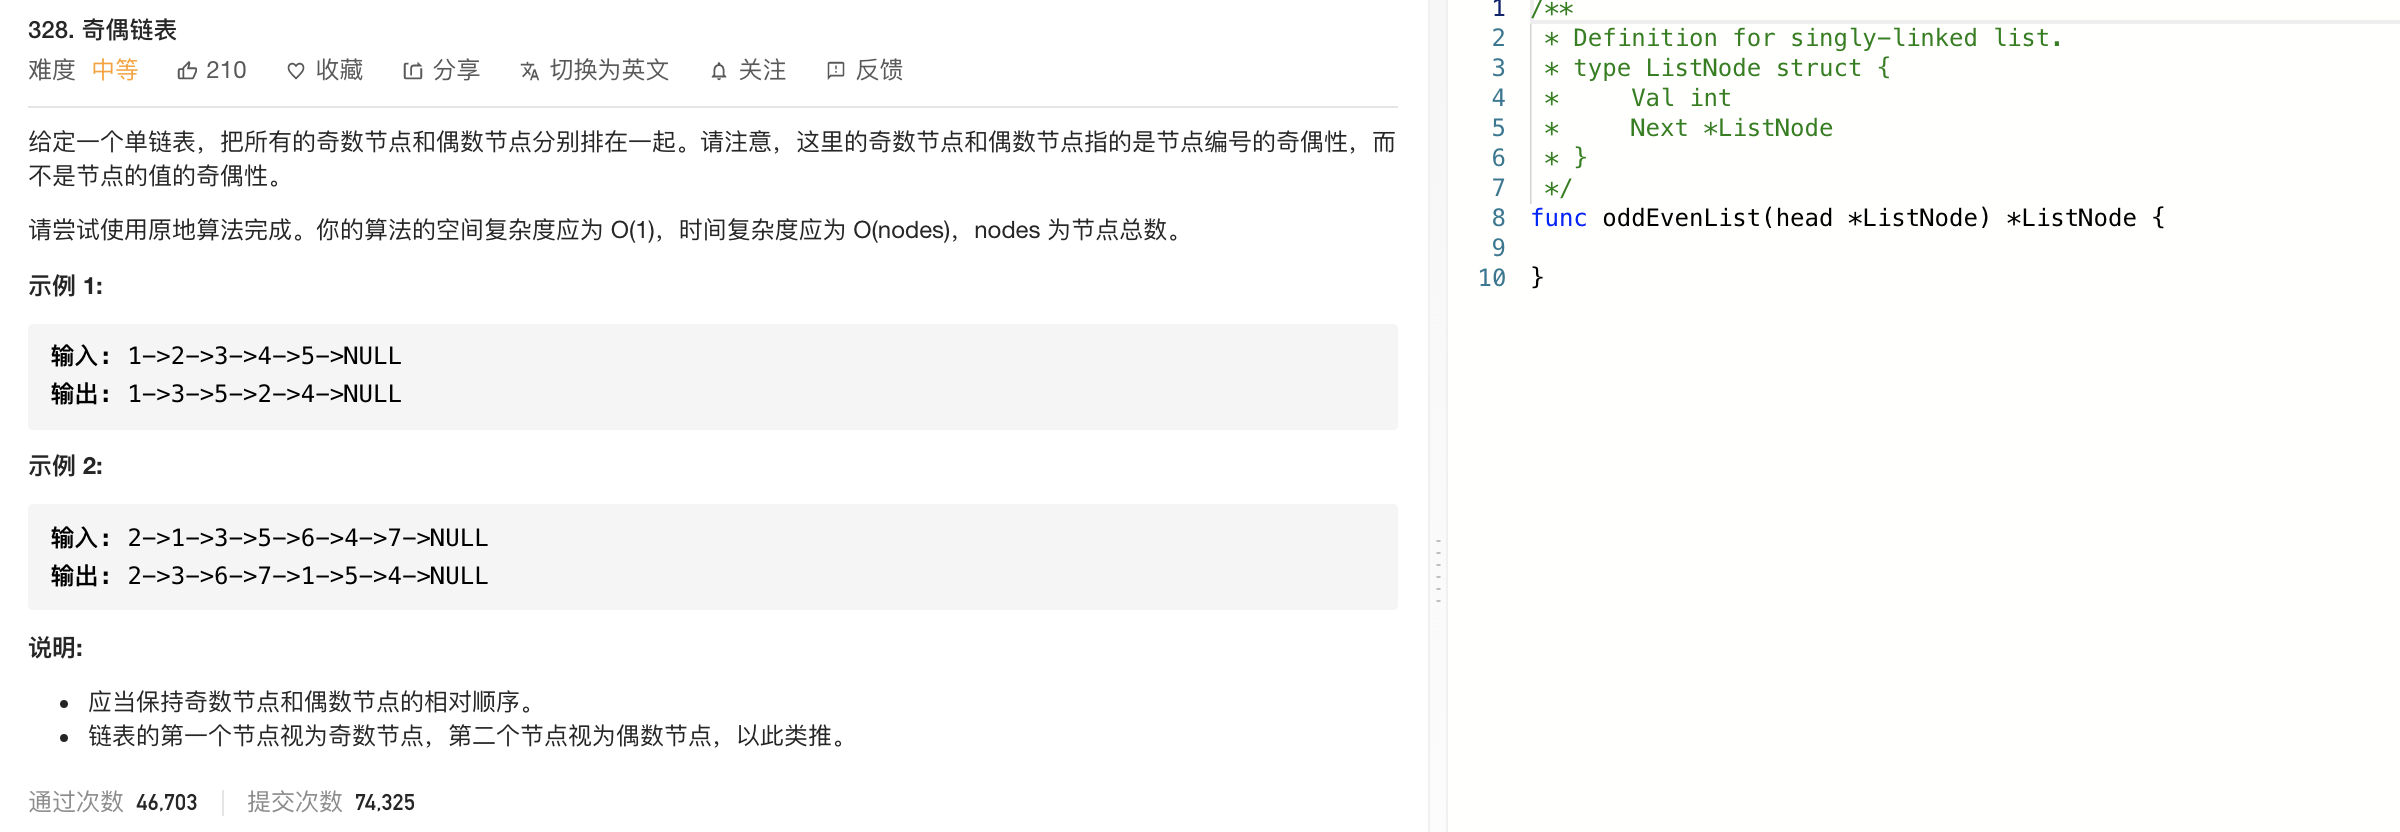 328. 奇偶链表
难度 中等 210 收藏 分享 切换为英文 关注 反馈
给定一个单链表，把所有的奇数节点和偶数节点分别排在一起。请注意，这里的奇数节点和偶数节点指的是节点编号的奇偶性，而
不是节点的值的奇偶性。
请尝试使用原地算法完成。你的算法的空间复杂度应为 O(1)，时间复杂度应为 O(nodes)，nodes 为节点总数。
示例 1:
输入: 1->2->3->4->5->NULL
输出: 1->3->5->2->4->NULL
示例 2:
输入: 2->1->3->5->6->4->7->NULL
输出: 2->3->6->7->1->5->4->NULL
说明:
• 应当保持奇数节点和偶数节点的相对顺序。
• 链表的第一个节点视为奇数节点，第二个节点视为偶数节点，以此类推。
通过次数 46,703 提交次数 74,325
1 /**
2  * Definition for singly-linked list.
3  * type ListNode struct {
4  *     Val int
5  *     Next *ListNode
6  * }
7  */
8 func oddEvenList(head *ListNode) *ListNode {
9
10 }